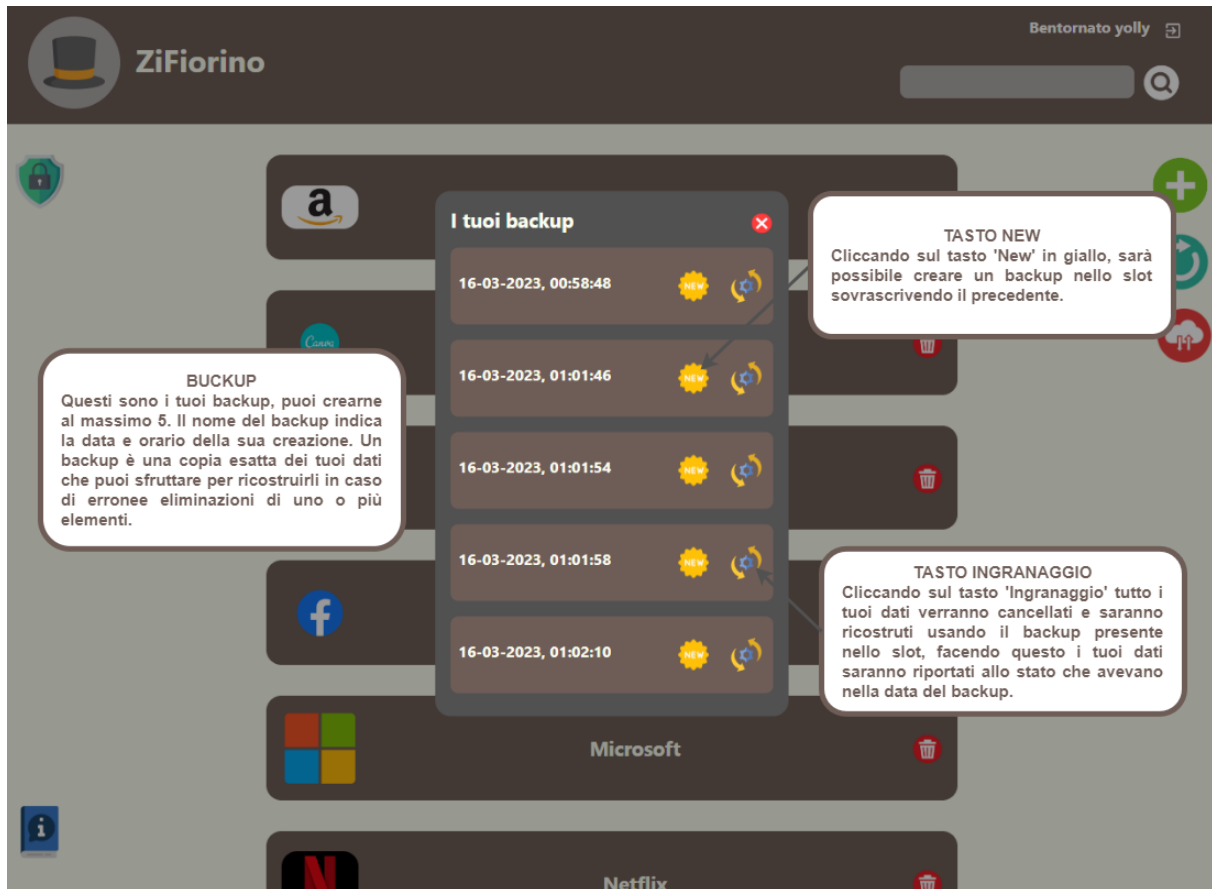 Bentornato yolly
ZiFiorino
a
I tuoi backup
16-03-2023, 00:58:48
NEW
TASTO NEW
Cliccando sul tasto 'New' in giallo, sarà
possibile creare un backup nello slot
sovrascrivendo il precedente.
Canva
16-03-2023, 01:01:46
NEW
BUCKUP
Questi sono i tuoi backup, puoi crearne
al massimo 5. Il nome del backup indica
la data e orario della sua creazione. Un
backup è una copia esatta dei tuoi dati
che puoi sfruttare per ricostruirli in caso
di erronee eliminazioni di uno o più
elementi.
16-03-2023, 01:01:54
NEW
16-03-2023, 01:01:58
NEW
TASTO INGRANAGGIO
Cliccando sul tasto 'Ingranaggio' tutto i
tuoi dati verranno cancellati e saranno
ricostruti usando il backup presente
nello slot, facendo questo i tuoi dati
saranno riportati allo stato che avevano
nella data del backup.
f
16-03-2023, 01:02:10
NEW
Microsoft
i
N
Netflix